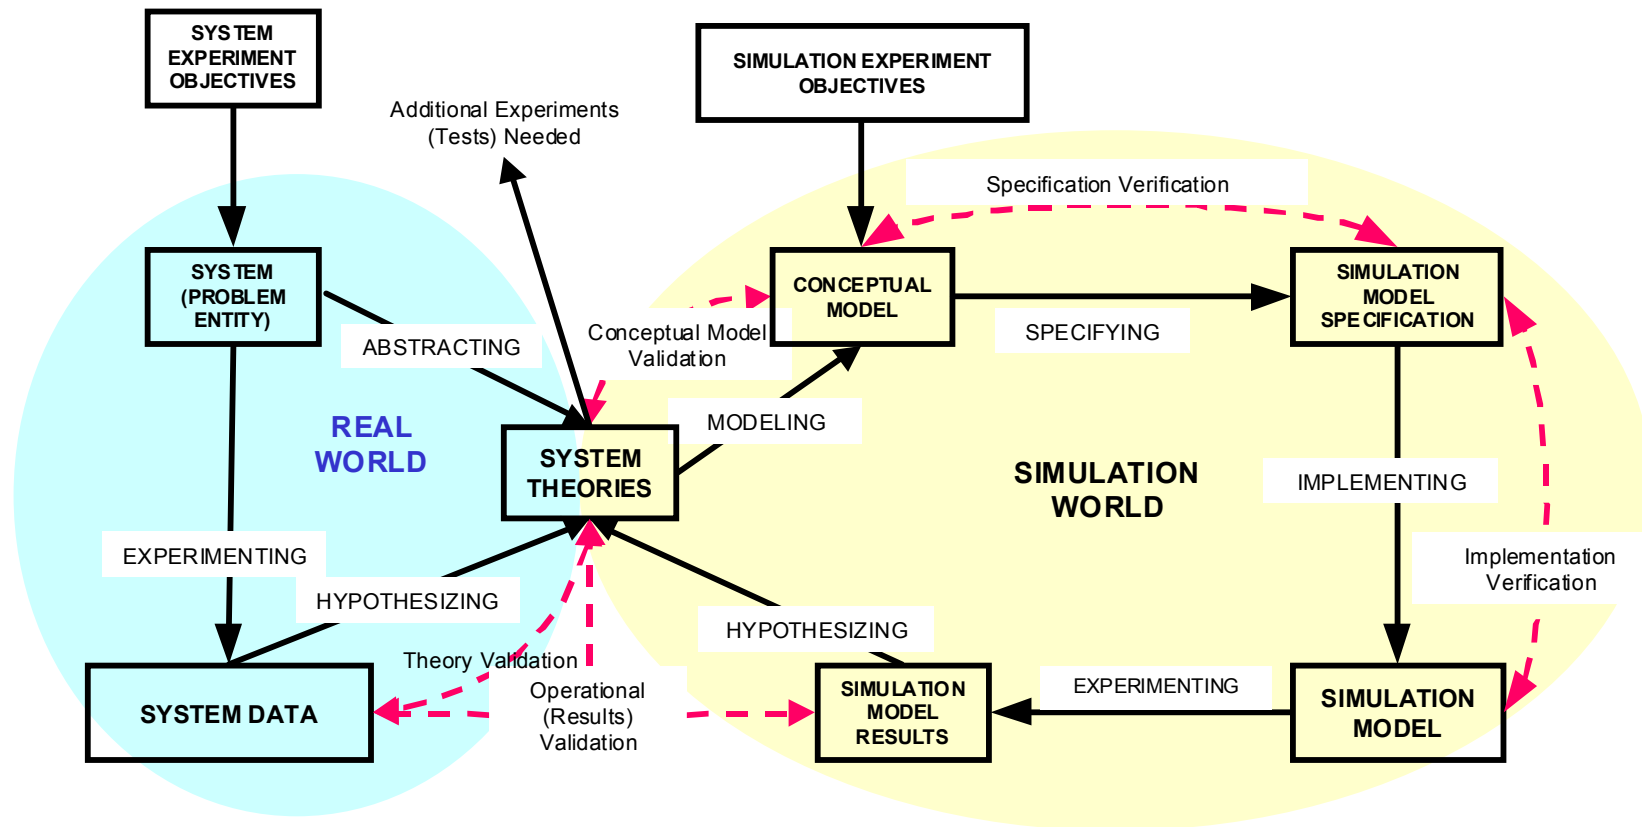 SYSTEM
EXPERIMENT
OBJECTIVES
SIMULATION EXPERIMENT
OBJECTIVES
Additional Experiments
(Tests) Needed
Specification Verification
SYSTEM
(PROBLEM
ENTITY)
CONCEPTUAL
MODEL
SIMULATION
MODEL
SPECIFICATION
ABSTRACTING
Conceptual Model
Validation
SPECIFYING
REAL
WORLD
MODELING
SYSTEM
THEORIES
SIMULATION
WORLD
IMPLEMENTING
EXPERIMENTING
HYPOTHESIZING
HYPOTHESIZING
Implementation
Verification
Theory Validation
Operational
(Results)
Validation
SYSTEM DATA
SIMULATION
MODEL
RESULTS
EXPERIMENTING
SIMULATION
MODEL